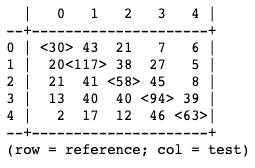 |   0   1   2   3   4 |
--+---------------------+
0 | <30> 43  21   7   6 |
1 |  20<117> 38  27   5 |
2 |  21  41 <58> 45   8 |
3 |  13  40  40 <94> 39 |
4 |   2  17  12  46 <63>|
--+---------------------+
(row = reference; col = test)